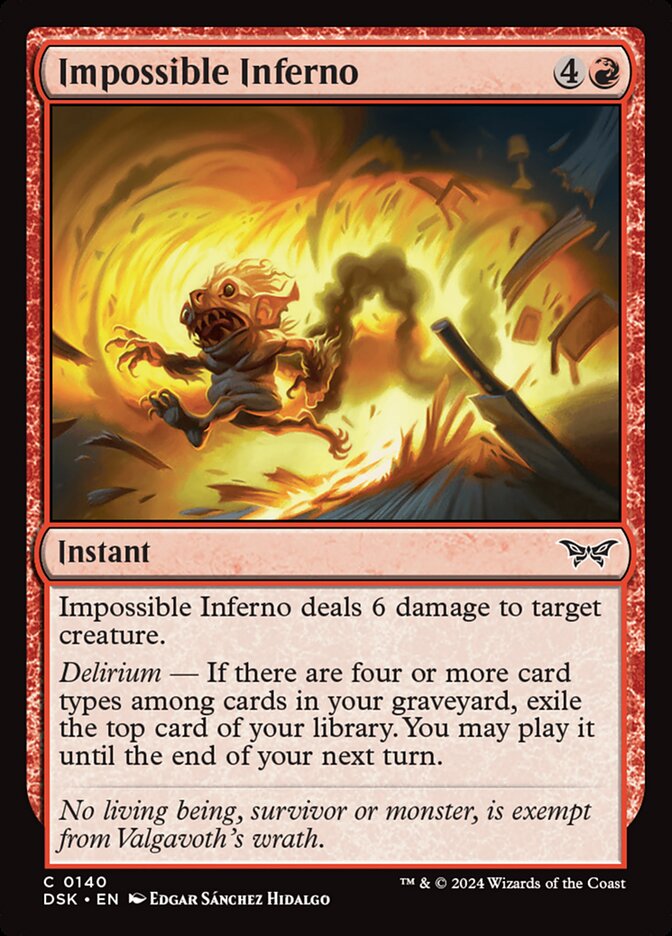 Impossible Inferno 4
Instant
Impossible Inferno deals 6 damage to target
creature.
Delirium — If there are four or more card
types among cards in your graveyard, exile
the top card of your library. You may play it
until the end of your next turn.
No living being, survivor or monster, is exempt
from Valgavoth's wrath.
C 0140
DSK • EN Edgar Sánchez Hidalgo
™ & © 2024 Wizards of the Coast